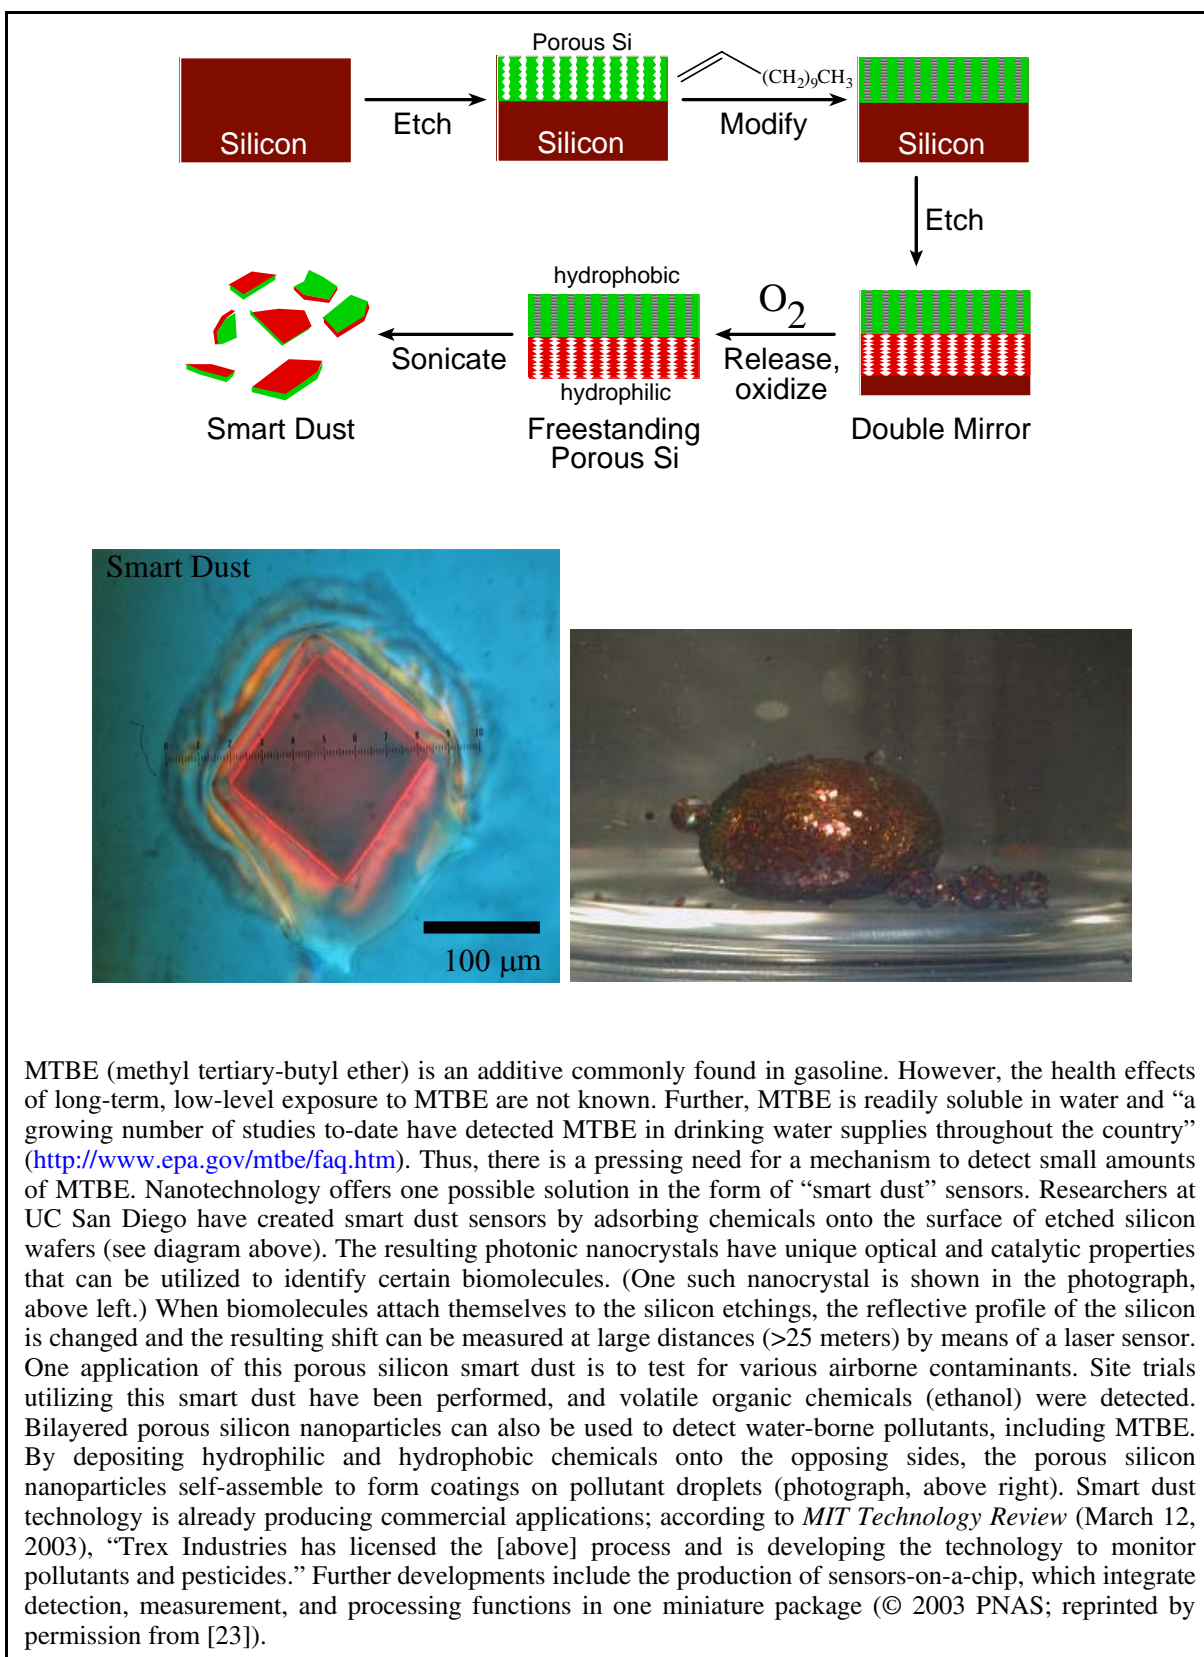 Porous Si
(CH2)9CH3
Silicon
Etch
Silicon
Modify
Silicon
Etch
hydrophobic
O2
Sonicate
Release,
oxidize
hydrophilic
Smart Dust
Freestanding
Porous Si
Double Mirror
Smart Dust
0 1 2 3 4 5 6 7 8 9 10
100 μm
MTBE (methyl tertiary-butyl ether) is an additive commonly found in gasoline. However, the health effects
of long-term, low-level exposure to MTBE are not known. Further, MTBE is readily soluble in water and “a
growing number of studies to-date have detected MTBE in drinking water supplies throughout the country”
(http://www.epa.gov/mtbe/faq.htm). Thus, there is a pressing need for a mechanism to detect small amounts
of MTBE. Nanotechnology offers one possible solution in the form of “smart dust” sensors. Researchers at
UC San Diego have created smart dust sensors by adsorbing chemicals onto the surface of etched silicon
wafers (see diagram above). The resulting photonic nanocrystals have unique optical and catalytic properties
that can be utilized to identify certain biomolecules. (One such nanocrystal is shown in the photograph,
above left.) When biomolecules attach themselves to the silicon etchings, the reflective profile of the silicon
is changed and the resulting shift can be measured at large distances (>25 meters) by means of a laser sensor.
One application of this porous silicon smart dust is to test for various airborne contaminants. Site trials
utilizing this smart dust have been performed, and volatile organic chemicals (ethanol) were detected.
Bilayered porous silicon nanoparticles can also be used to detect water-borne pollutants, including MTBE.
By depositing hydrophilic and hydrophobic chemicals onto the opposing sides, the porous silicon
nanoparticles self-assemble to form coatings on pollutant droplets (photograph, above right). Smart dust
technology is already producing commercial applications; according to MIT Technology Review (March 12,
2003), “Trex Industries has licensed the [above] process and is developing the technology to monitor
pollutants and pesticides.” Further developments include the production of sensors-on-a-chip, which integrate
detection, measurement, and processing functions in one miniature package (© 2003 PNAS; reprinted by
permission from [23]).